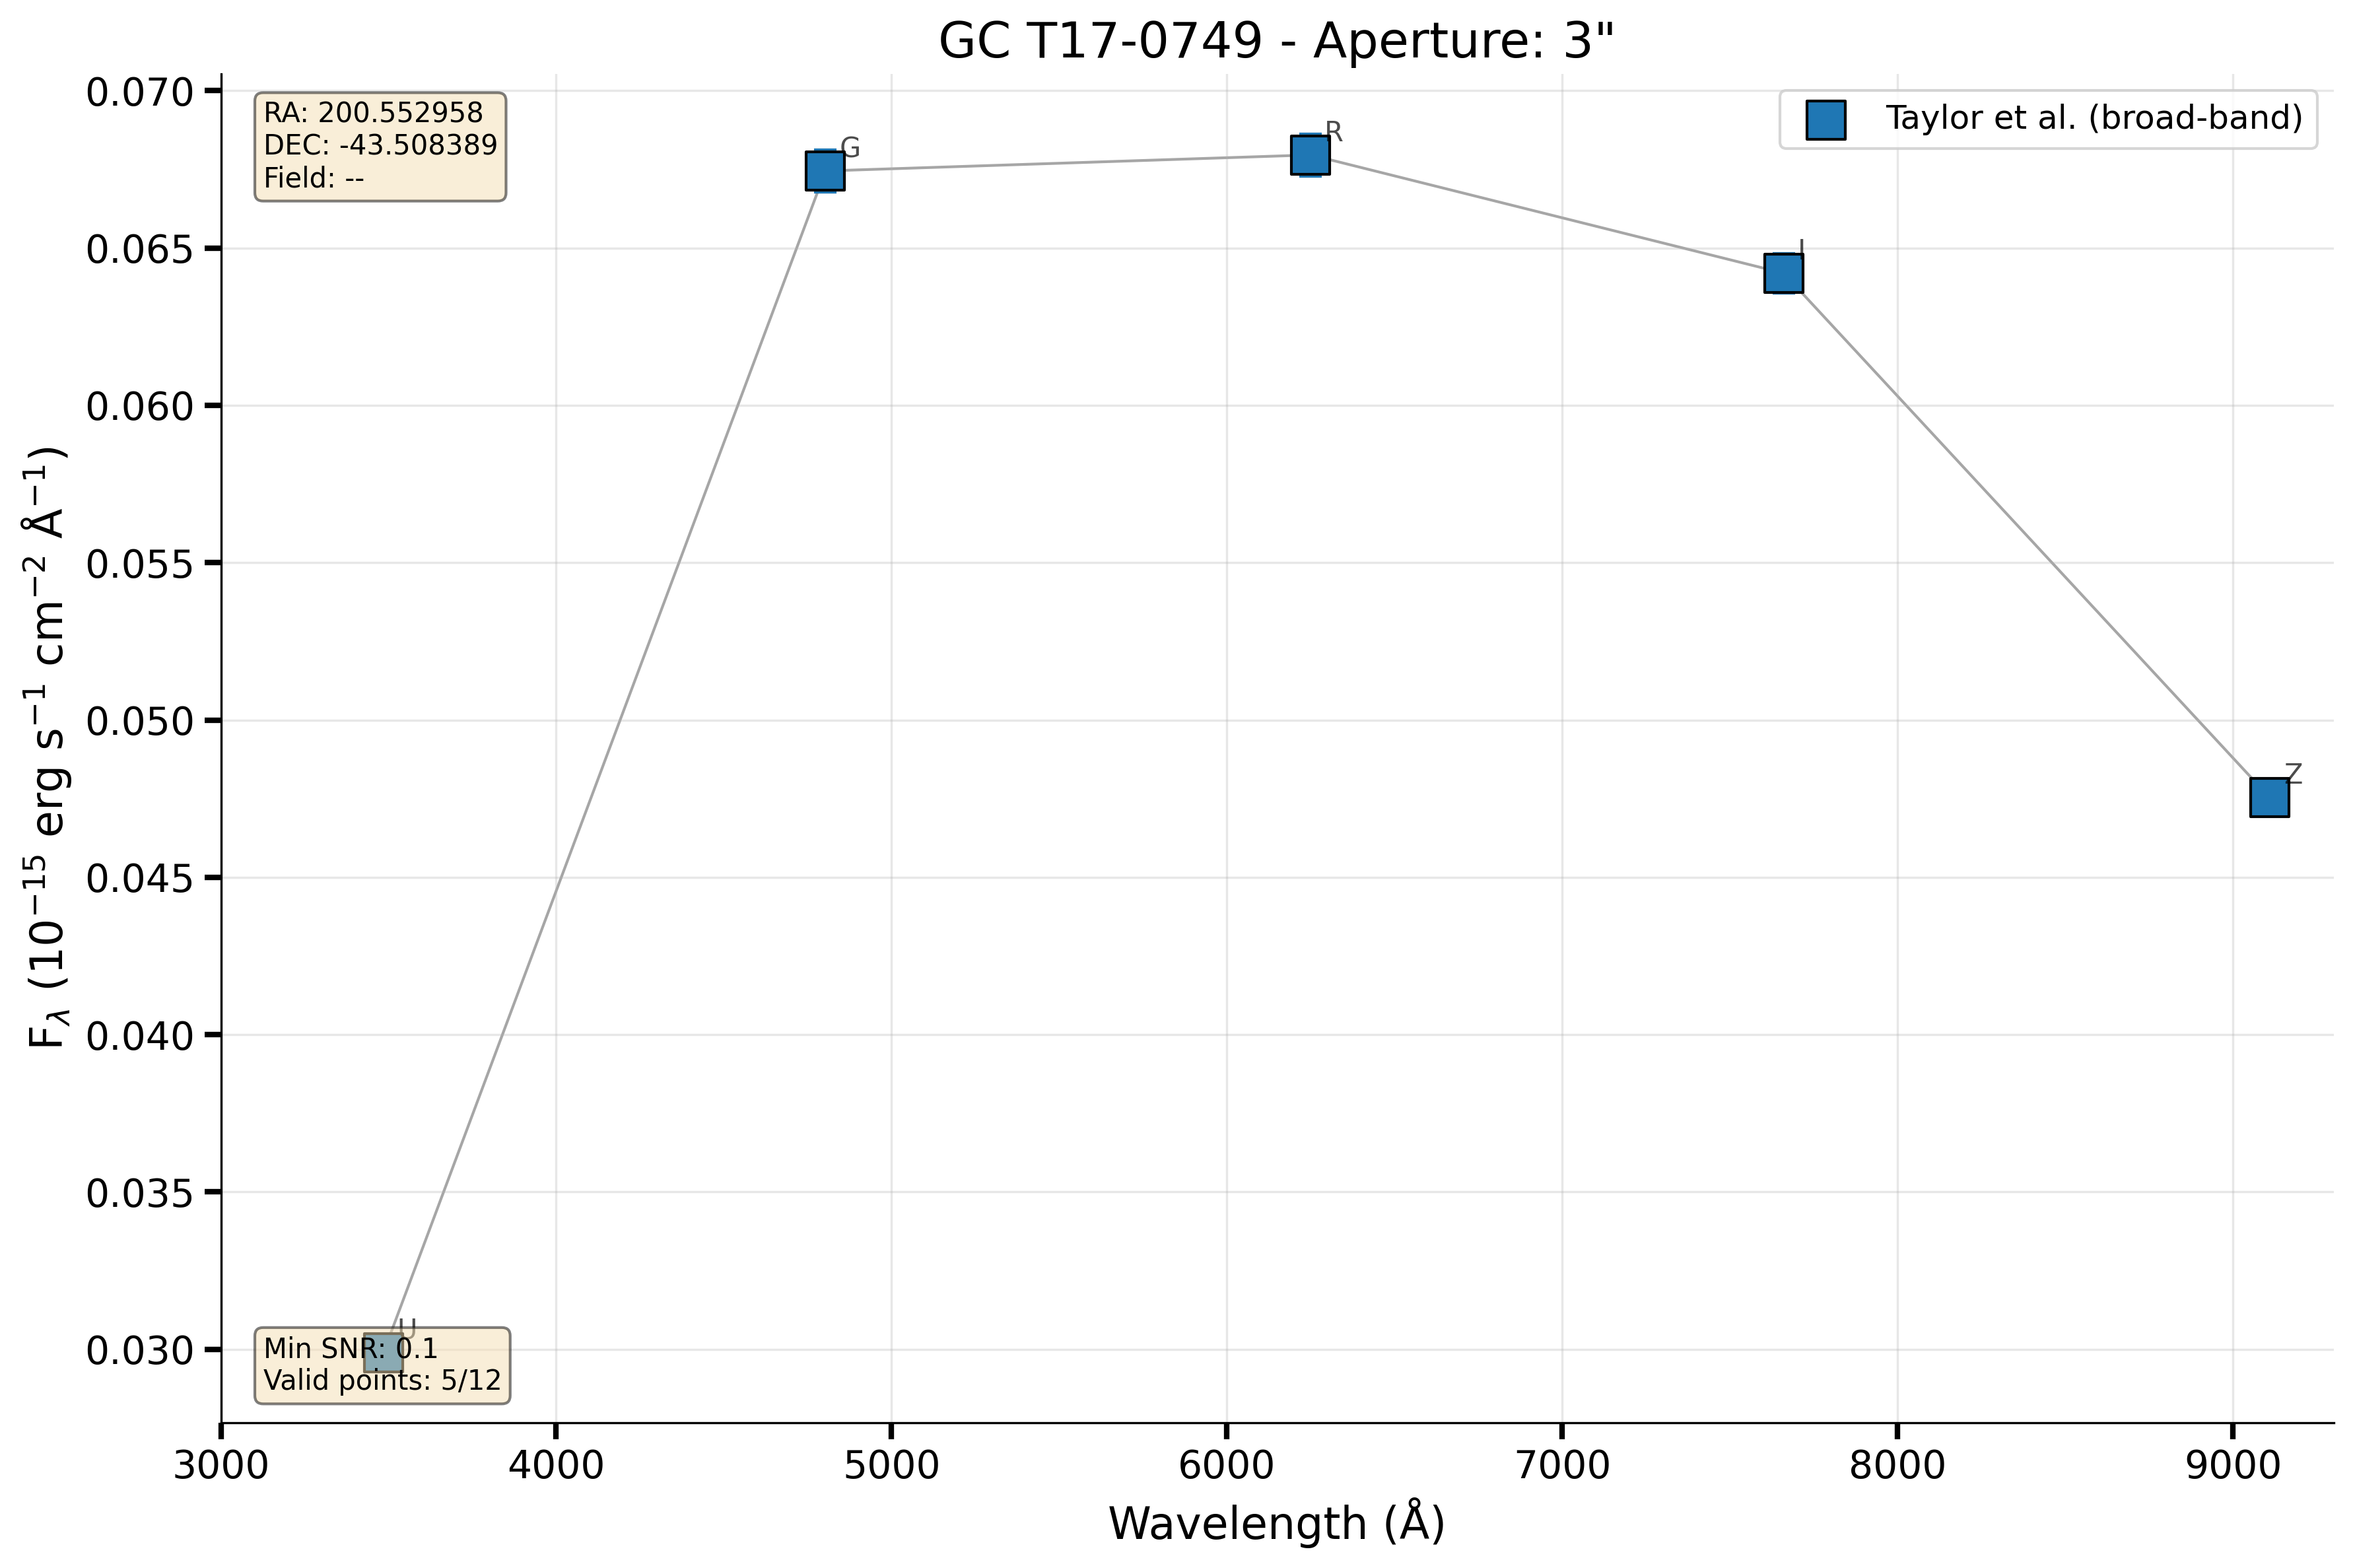 GC T17-0749 - Aperture: 3"
RA: 200.552958
DEC: -43.508389
Field: --
Taylor et al. (broad-band)
G
R
I
Z
U
Min SNR: 0.1
Valid points: 5/12
F_λ (10⁻¹⁵ erg s⁻¹ cm⁻² Å⁻¹)
0.070
0.065
0.060
0.055
0.050
0.045
0.040
0.035
0.030
3000 4000 5000 6000 7000 8000 9000
Wavelength (Å)